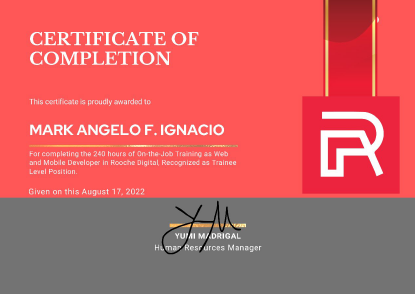 CERTIFICATE OF
COMPLETION
This certificate is proudly awarded to
MARK ANGELO F. IGNACIO
For completing the 240 hours of On-the-Job Training as Web
and Mobile Developer in Rooche Digital, Recognized as Trainee
Level Position.
Given on this August 17, 2022
YUMI MADRIGAL
Human Resources Manager